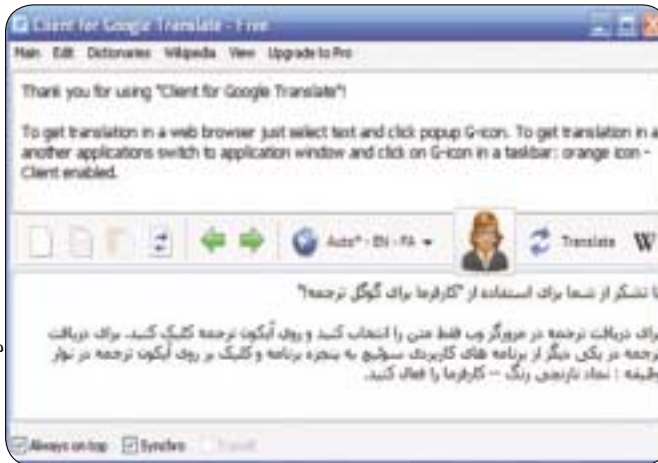 Client for Google Translate - Free
Main Edit Dictionaries Wikipedia View Upgrade to Pro
Thank you for using "Client for Google Translate"!
To get translation in a web browser just select text and click popup G-icon. To get translation in a
another applications switch to application window and click on G-icon in a taskbar: orange icon -
Client enabled.
Auto* - EN - FA
Translate W
با تشکر از شما برای استفاده از "کارفرما برای گوگل ترجمه!"
برای دریافت ترجمه در مرورگر وب فقط متن را انتخاب کنید و روی آیکون ترجمه کلیک کنید. برای دریافت
ترجمه در یکی دیگر از برنامه های کاربردی سوئیچ به پنجره برنامه و کلیک بر روی آیکون ترجمه در نوار
وظیفه : نماد نارنجی رنگ -- کارفرما را فعال کنید.
Always on top Synchro